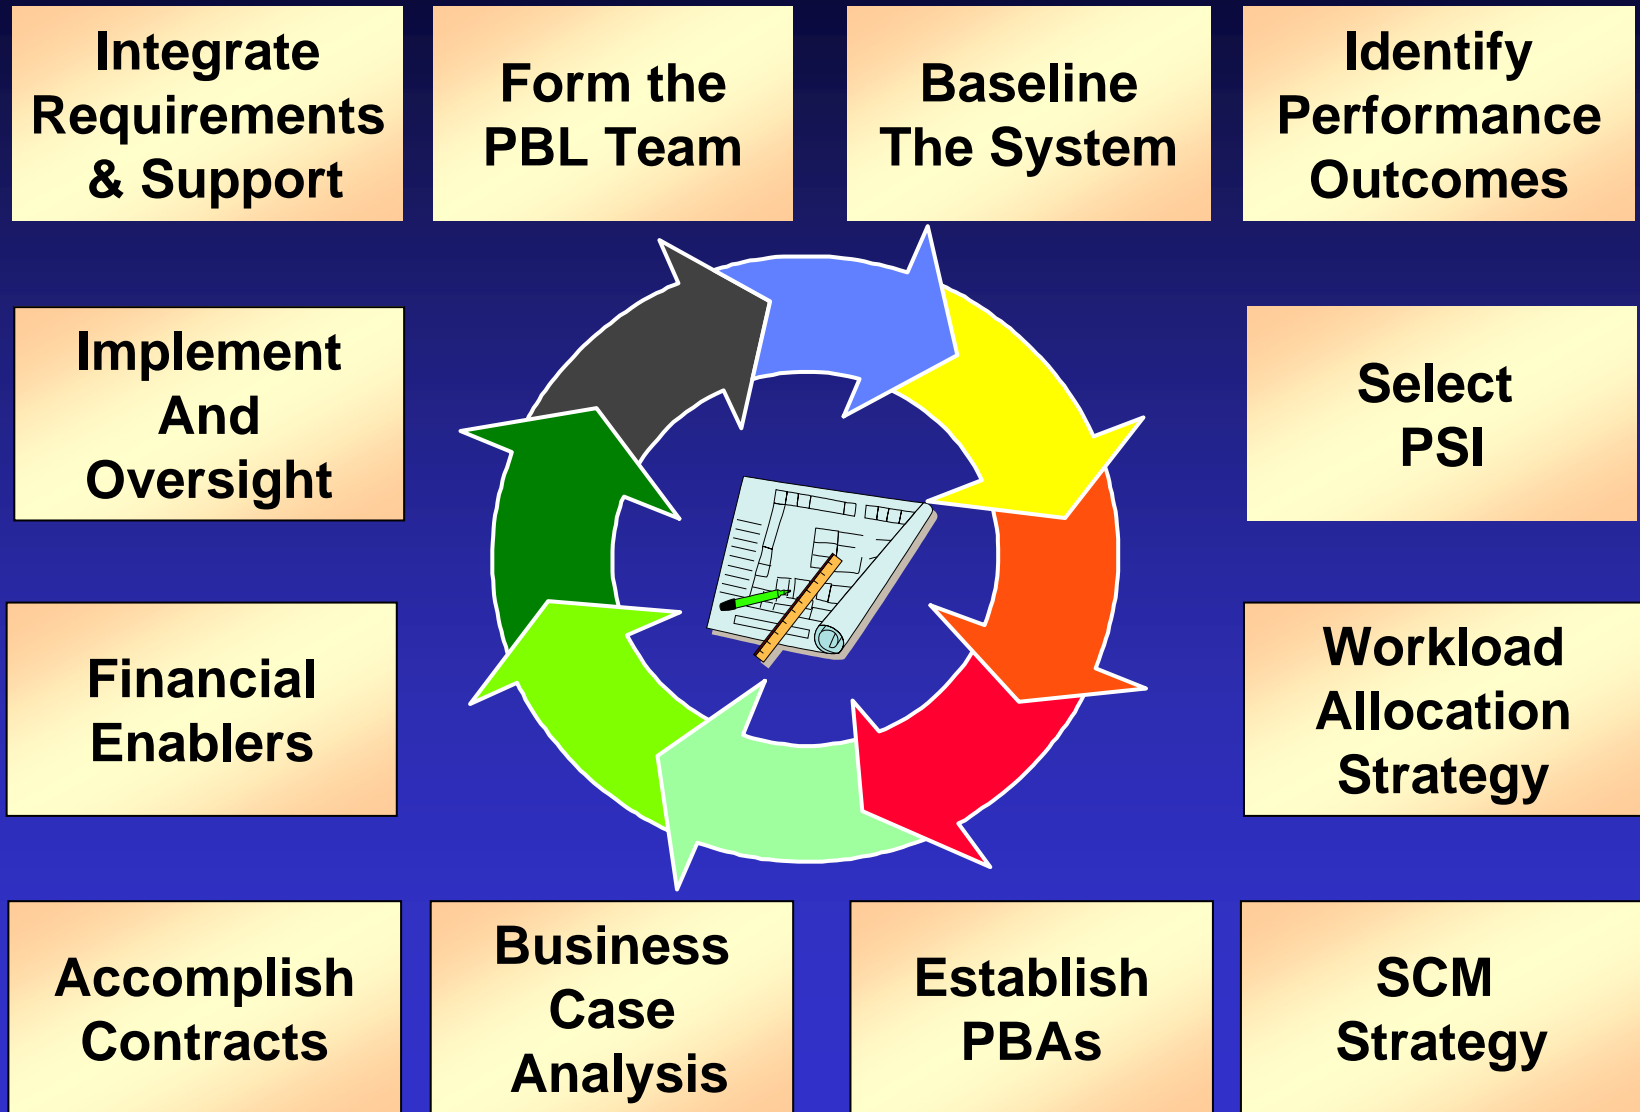 Integrate
Requirements
& Support
Form the
PBL Team
Baseline
The System
Identify
Performance
Outcomes
Implement
And
Oversight
Select
PSI
Financial
Enablers
Workload
Allocation
Strategy
Accomplish
Contracts
Business
Case
Analysis
Establish
PBAs
SCM
Strategy